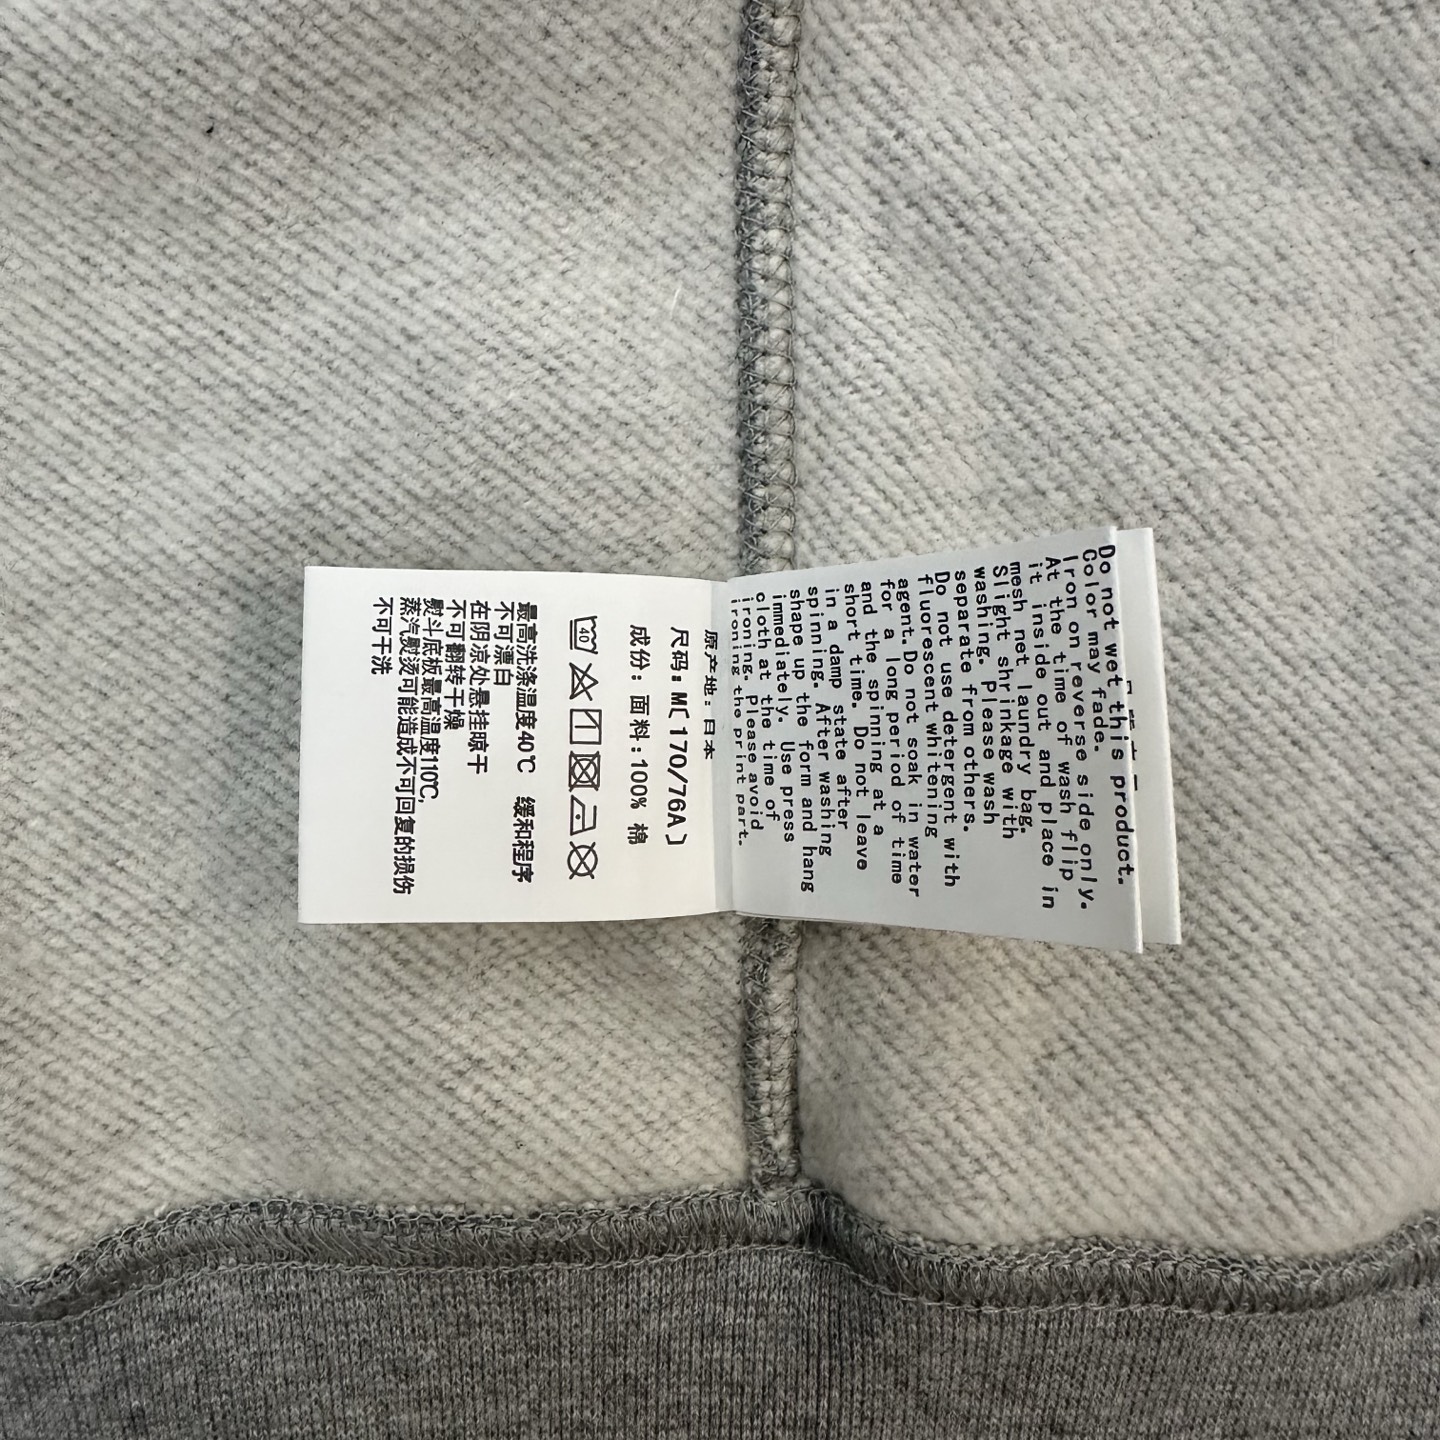 原产地: 日本
尺码: M(170/76A)
成份: 面料:100% 棉
40
最高洗涤温度40℃ 缓和程序
不可漂白
在阴凉处悬挂晾干
不可翻转干燥
熨斗底板最高温度110℃,
蒸汽熨烫可能造成不可回复的损伤
不可干洗
Do not wet this product.
Color may fade.
Iron on reverse side only.
At the time of wash flip
it inside out and place in
mesh net laundry bag.
Slight shrinkage with
washing. Please wash
separate from others.
Do not use detergent with
fluorescent whitening
agent. Do not soak in water
for a long period of time
and the spinning at a
short time. Do not leave
in a damp state after
spinning. After washing
shape up the form and hang
immediately. Use press
cloth at the time of
ironing. Please avoid
ironing the print part.